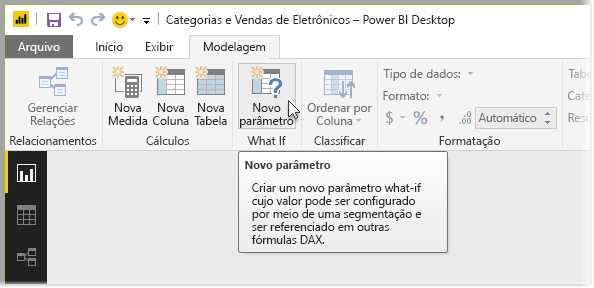 Categorias e Vendas de Eletrônicos – Power BI Desktop
Arquivo Início Exibir Modelagem
Gerenciar
Relações
Relacionamentos
Nova
Medida
Nova
Coluna
Nova
Tabela
Cálculos
Novo
parâmetro
What If
Ordenar por
Coluna
Classificar
Tipo de dados:
Formato:
$ % , .00 Automático
Formatação
Tabe
Cate
Resu
Novo parâmetro
Criar um novo parâmetro what-if
cujo valor pode ser configurado
por meio de uma segmentação e
ser referenciado em outras
fórmulas DAX.